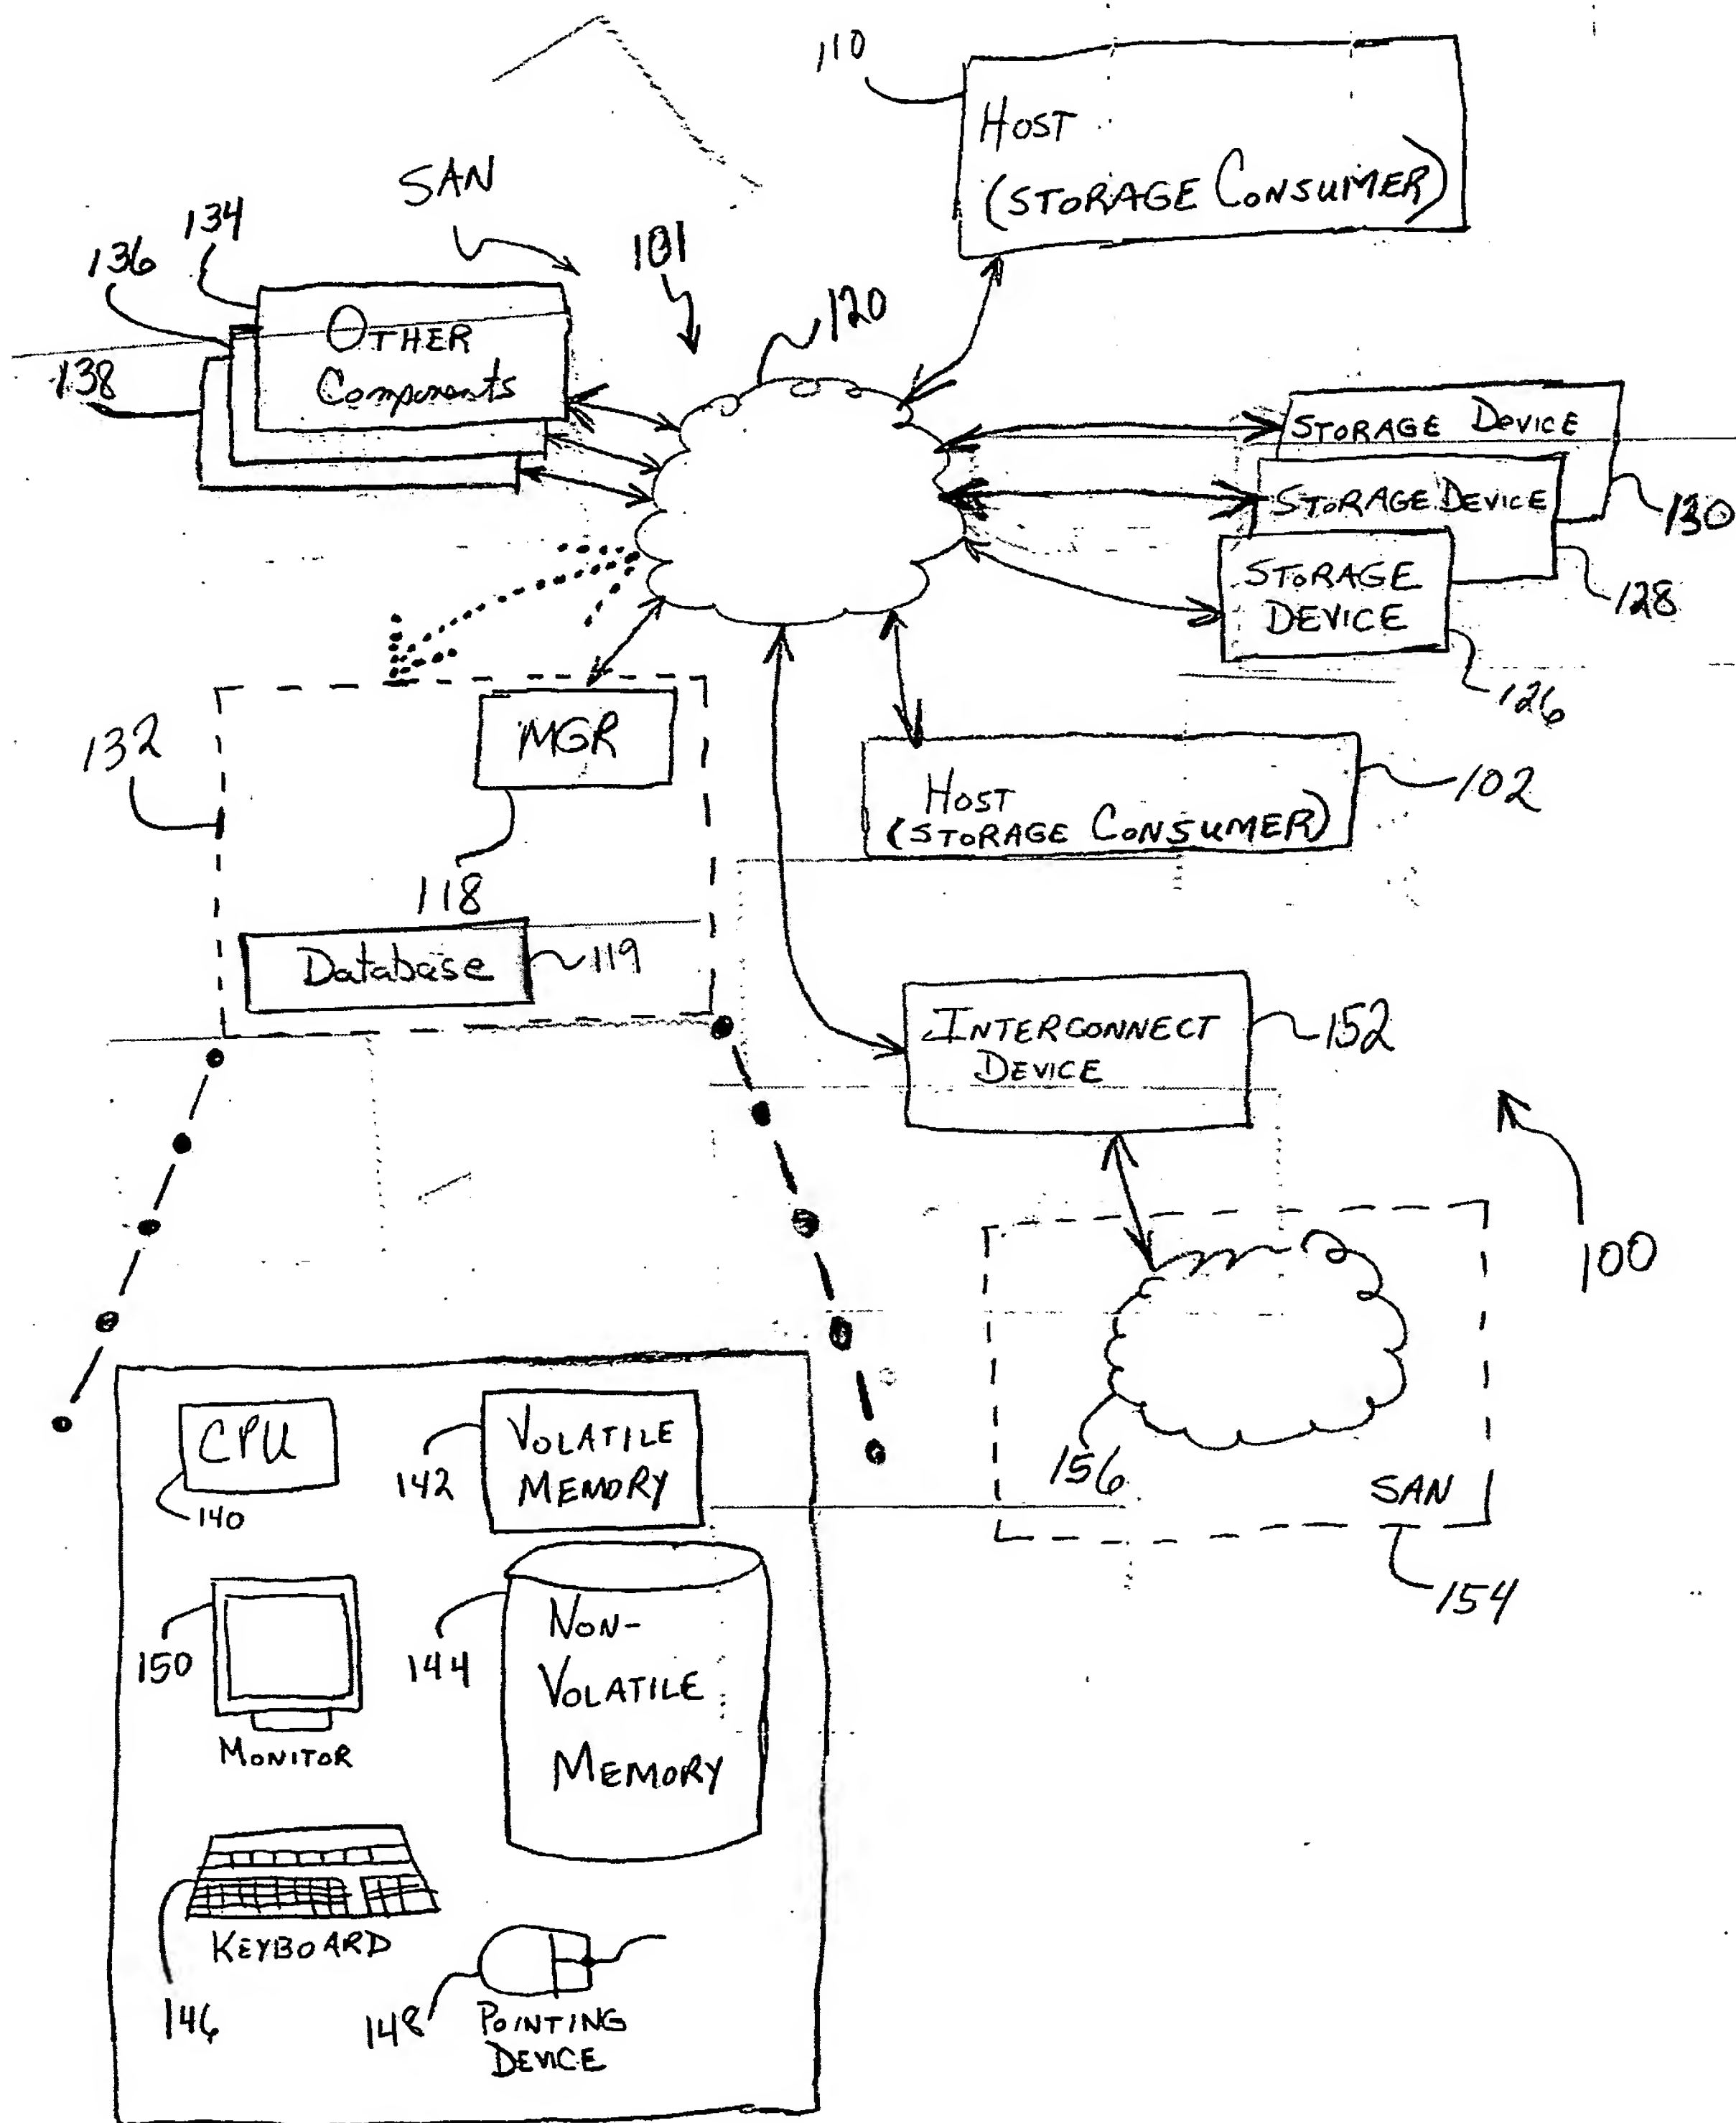 110
HOST
(STORAGE CONSUMER)
SAN
134
136
138
101
120
OTHER
Components
STORAGE DEVICE
STORAGE DEVICE
STORAGE
DEVICE
130
128
126
132
MGR
118
Database
119
HOST
(STORAGE CONSUMER)
102
INTERCONNECT
DEVICE
152
100
156
SAN
154
CPU
140
142
VOLATILE
MEMORY
150
MONITOR
144
NON-
VOLATILE
MEMORY
KEYBOARD
146
148
POINTING
DEVICE